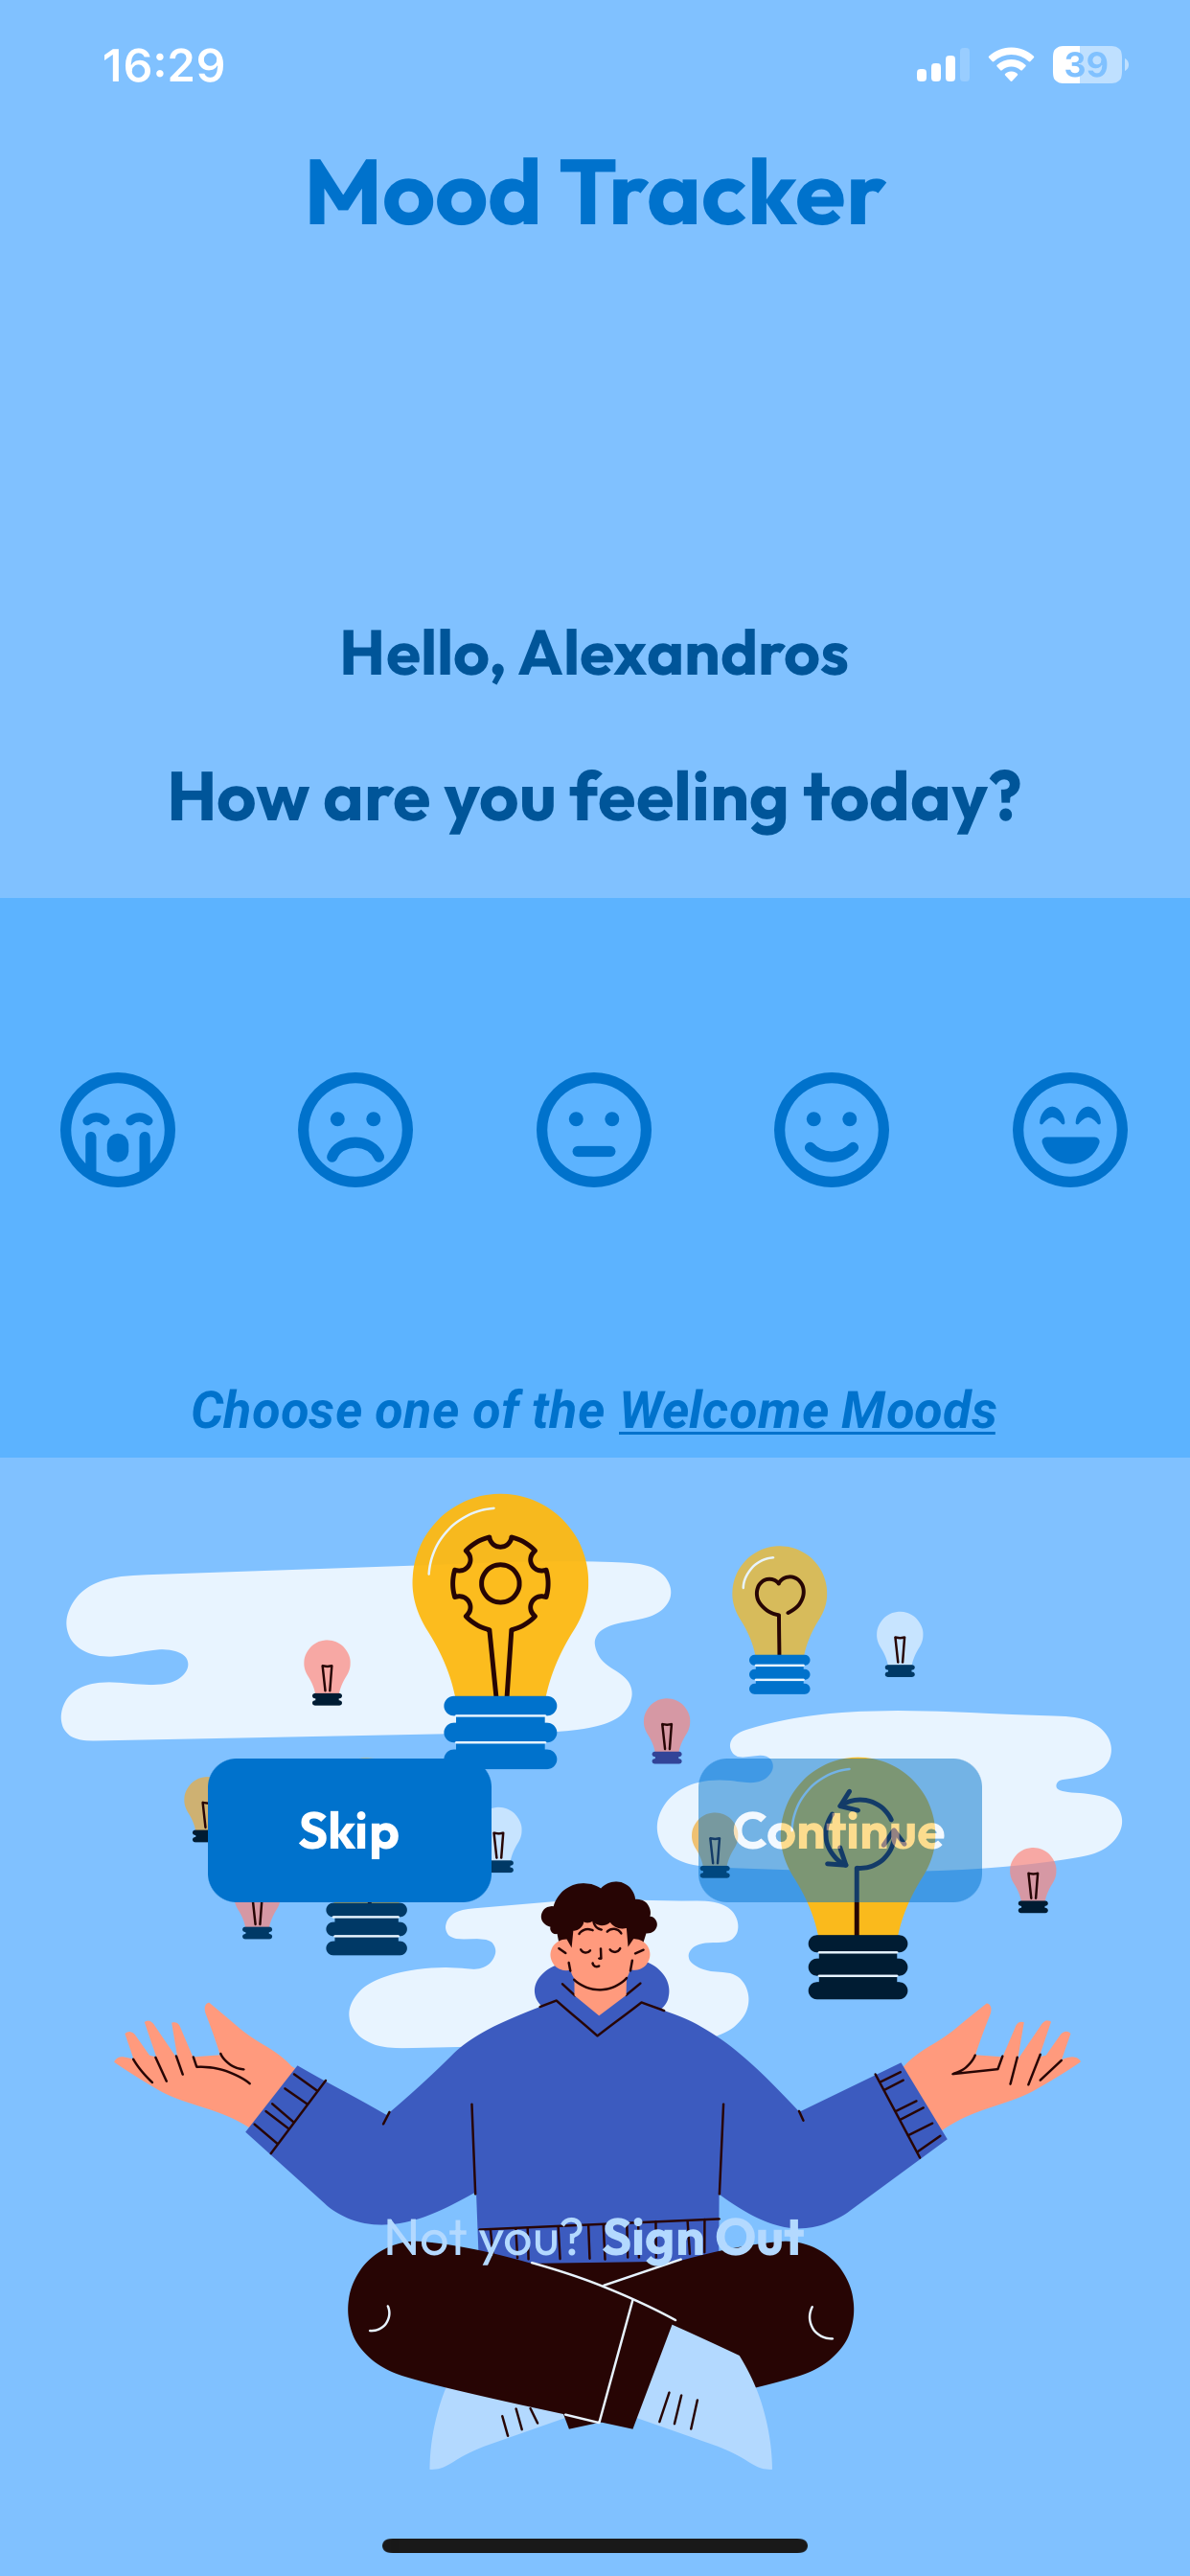 16:29
39
Mood Tracker
Hello, Alexandros
How are you feeling today?
Choose one of the Welcome Moods
Skip
Continue
Not you? Sign Out